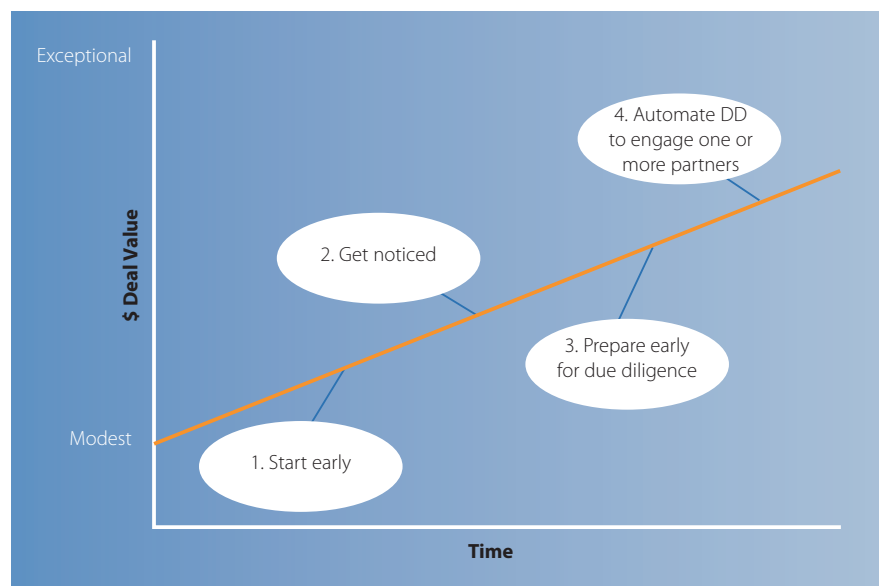 Exceptional
4. Automate DD
to engage one or
more partners
2. Get noticed
$ Deal Value
3. Prepare early
for due diligence
Modest
1. Start early
Time